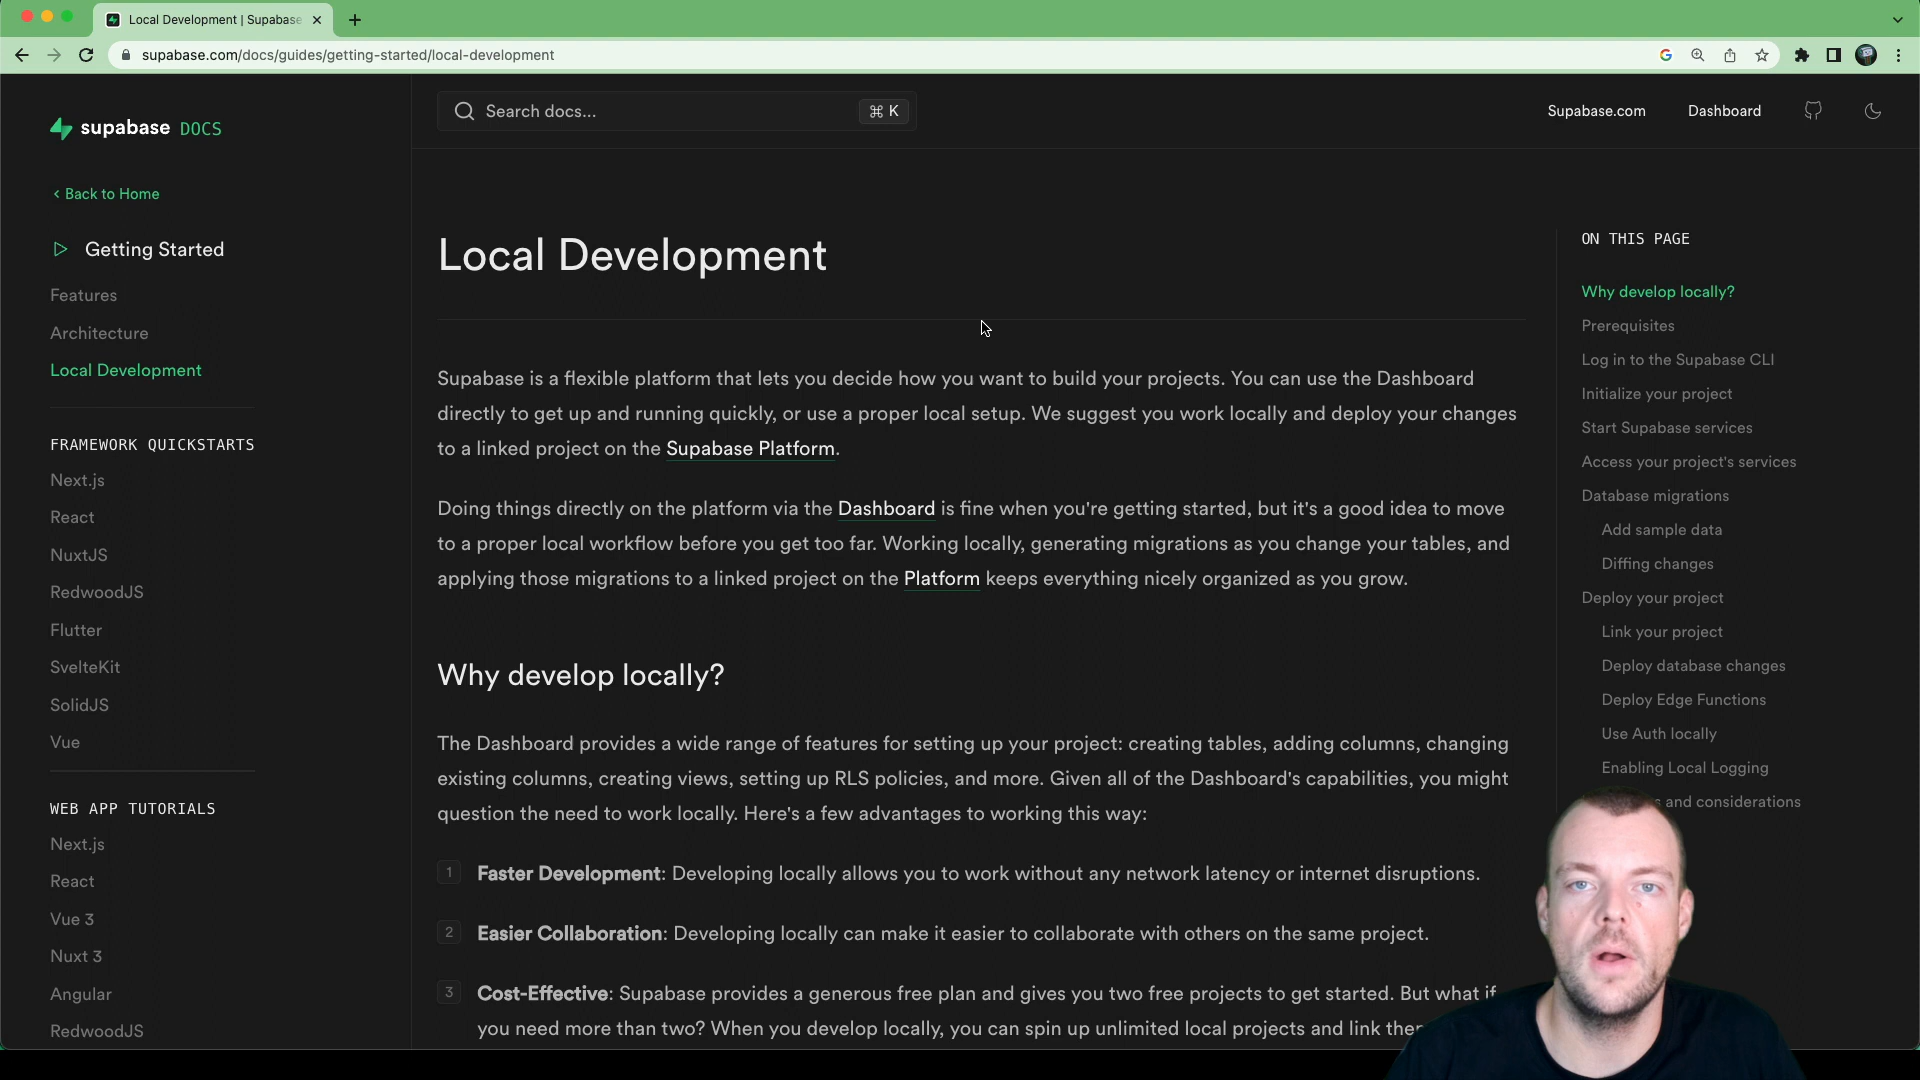 Local Development | Supabase
supabase.com/docs/guides/getting-started/local-development
supabase DOCS
Search docs...
⌘ K
Supabase.com
Dashboard
< Back to Home
Getting Started
Features
Architecture
Local Development
FRAMEWORK QUICKSTARTS
Next.js
React
NuxtJS
RedwoodJS
Flutter
SvelteKit
SolidJS
Vue
WEB APP TUTORIALS
Next.js
React
Vue 3
Nuxt 3
Angular
RedwoodJS
Local Development
Supabase is a flexible platform that lets you decide how you want to build your projects. You can use the Dashboard
directly to get up and running quickly, or use a proper local setup. We suggest you work locally and deploy your changes
to a linked project on the Supabase Platform.
Doing things directly on the platform via the Dashboard is fine when you're getting started, but it's a good idea to move
to a proper local workflow before you get too far. Working locally, generating migrations as you change your tables, and
applying those migrations to a linked project on the Platform keeps everything nicely organized as you grow.
Why develop locally?
The Dashboard provides a wide range of features for setting up your project: creating tables, adding columns, changing
existing columns, creating views, setting up RLS policies, and more. Given all of the Dashboard's capabilities, you might
question the need to work locally. Here's a few advantages to working this way:
1 Faster Development: Developing locally allows you to work without any network latency or internet disruptions.
2 Easier Collaboration: Developing locally can make it easier to collaborate with others on the same project.
3 Cost-Effective: Supabase provides a generous free plan and gives you two free projects to get started. But what if
you need more than two? When you develop locally, you can spin up unlimited local projects and link
ON THIS PAGE
Why develop locally?
Prerequisites
Log in to the Supabase CLI
Initialize your project
Start Supabase services
Access your project's services
Database migrations
Add sample data
Diffing changes
Deploy your project
Link your project
Deploy database changes
Deploy Edge Functions
Use Auth locally
Enabling Local Logging
and considerations